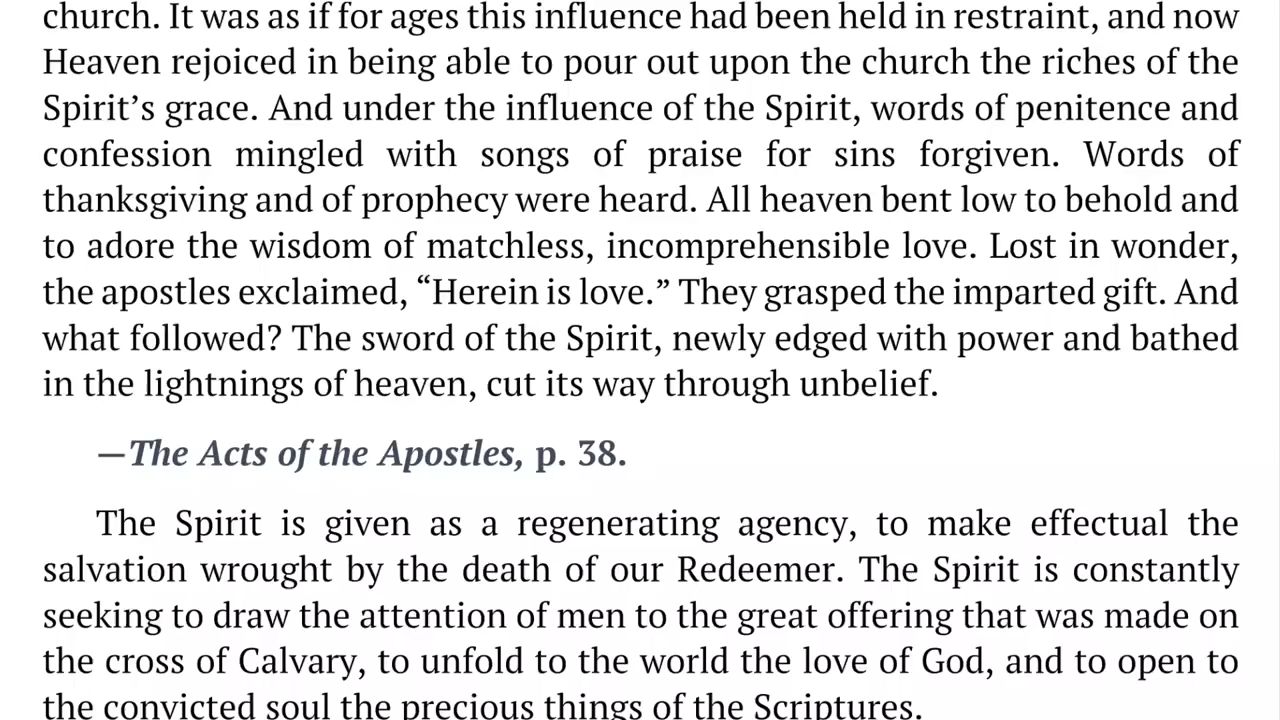 church. It was as if for ages this influence had been held in restraint, and now
Heaven rejoiced in being able to pour out upon the church the riches of the
Spirit’s grace. And under the influence of the Spirit, words of penitence and
confession mingled with songs of praise for sins forgiven. Words of
thanksgiving and of prophecy were heard. All heaven bent low to behold and
to adore the wisdom of matchless, incomprehensible love. Lost in wonder,
the apostles exclaimed, “Herein is love.” They grasped the imparted gift. And
what followed? The sword of the Spirit, newly edged with power and bathed
in the lightnings of heaven, cut its way through unbelief.
—The Acts of the Apostles, p. 38.
The Spirit is given as a regenerating agency, to make effectual the
salvation wrought by the death of our Redeemer. The Spirit is constantly
seeking to draw the attention of men to the great offering that was made on
the cross of Calvary, to unfold to the world the love of God, and to open to
the convicted soul the precious things of the Scriptures.